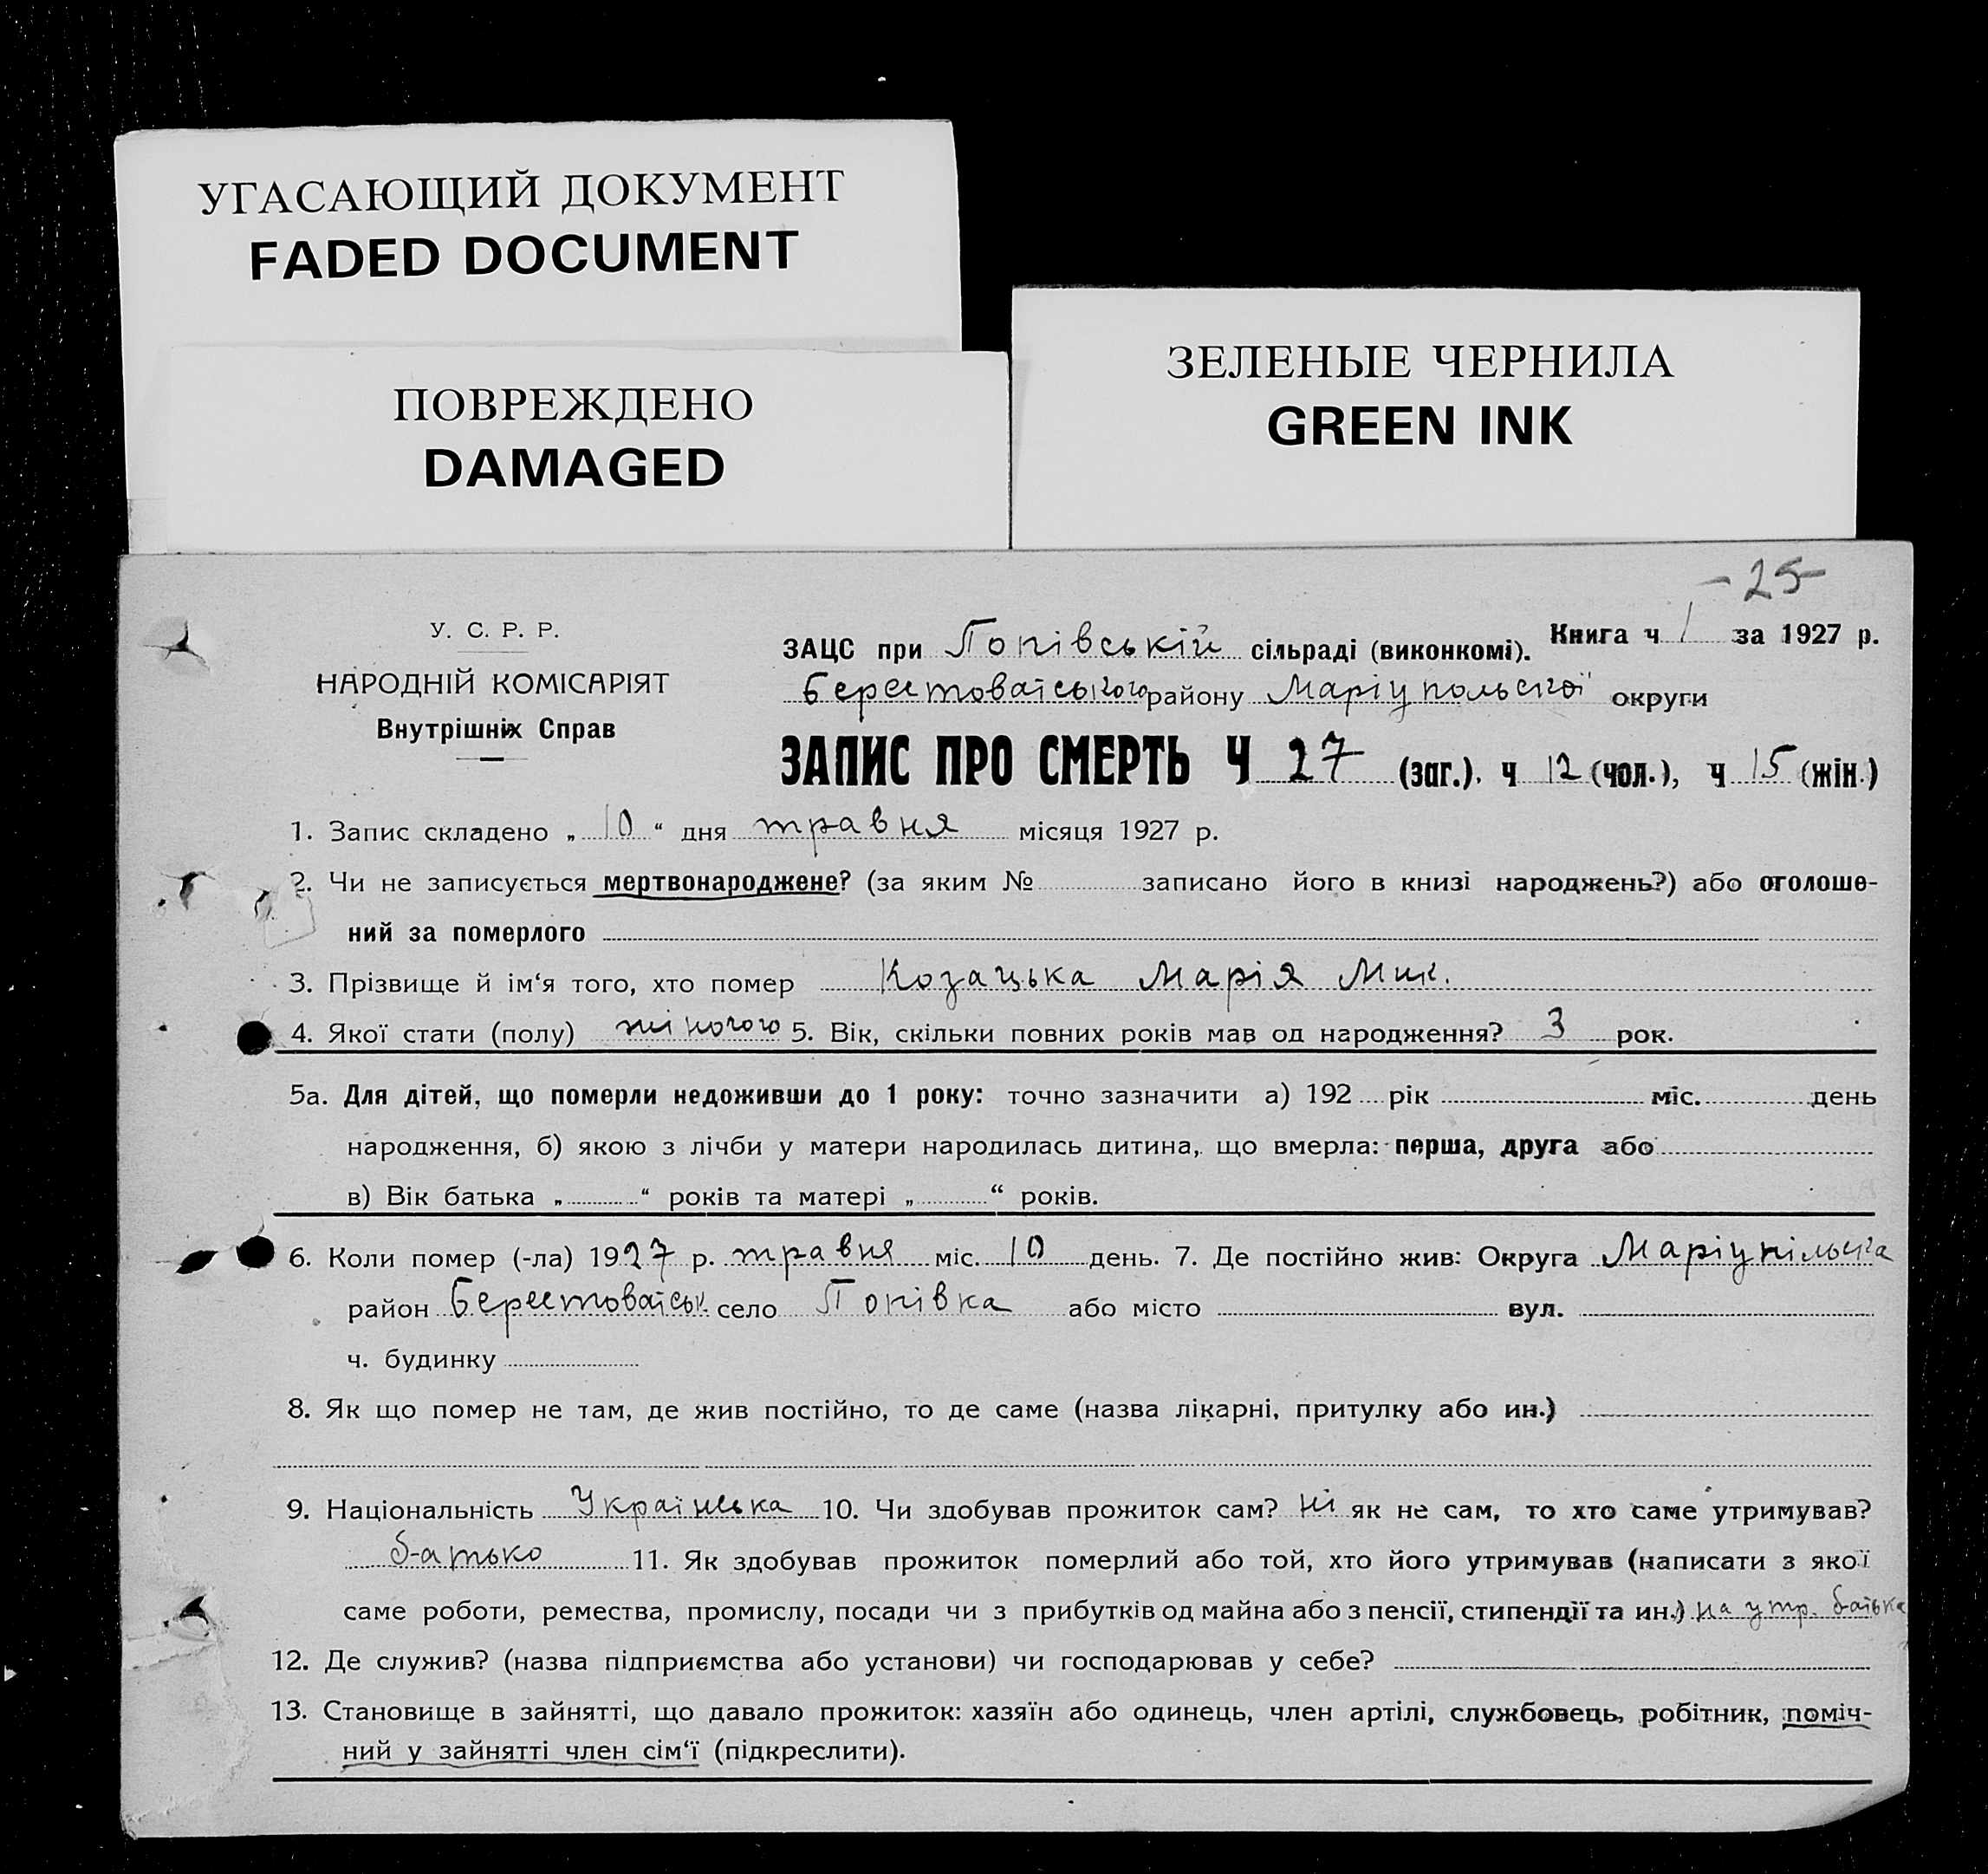 УГАСАЮЩИЙ ДОКУМЕНТ
FADED DOCUMENT
ПОВРЕЖДЕНО
DAMAGED
ЗЕЛЕНЫЕ ЧЕРНИЛА
GREEN INK
- 25 -
У. С. Р. Р.
НАРОДНІЙ КОМІСАРІЯТ
Внутрішніх Справ
ЗАЦС при Попівській сільраді (виконкомі). Книга ч 1 за 1927 р.
Берестоваїського району Маріупольської округи
ЗАПИС ПРО СМЕРТЬ Ч 27 (заг.). ч 12 (чол.), ч 15 (жін.)
1. Запис складено „ 10 “ дня травня місяця 1927 р.
2. Чи не записується мертвонароджене? (за яким № записано його в книзі народжень?) або оголоше-
ний за померлого
3. Прізвище й ім‘я того, хто помер Козацька Марія Мик.
4. Якої стати (полу) жіночого 5. Вік, скільки повних років мав од народження? 3 рок.
5а. Для дітей, що померли недоживши до 1 року: точно зазначити а) 192 рік міс. день
народження, б) якою з лічби у матери народилась дитина, що вмерла: перша, друга або
в) Вік батька „ “ років та матері „ “ років.
6. Коли помер (-ла) 1927 р. травня міс. 10 день. 7. Де постійно жив: Округа Маріупільська
район Берестоваїськ. село Попівка або місто вул.
ч. будинку
8. Як що помер не там, де жив постійно, то де саме (назва лікарні, притулку або ин.)
9. Національність Українська 10. Чи здобував прожиток сам? ні як не сам, то хто саме утримував?
батько 11. Як здобував прожиток померлий або той, хто його утримував (написати з якої
саме роботи, ремества, промислу, посади чи з прибутків од майна або з пенсії, стипендії та ин.) на утр. батька
12. Де служив? (назва підприємства або установи) чи господарював у себе?
13. Становище в зайнятті, що давало прожиток: хазяїн або одинець, член артілі, службовець, робітник, поміч-
ний у зайнятті член сім‘ї (підкреслити).